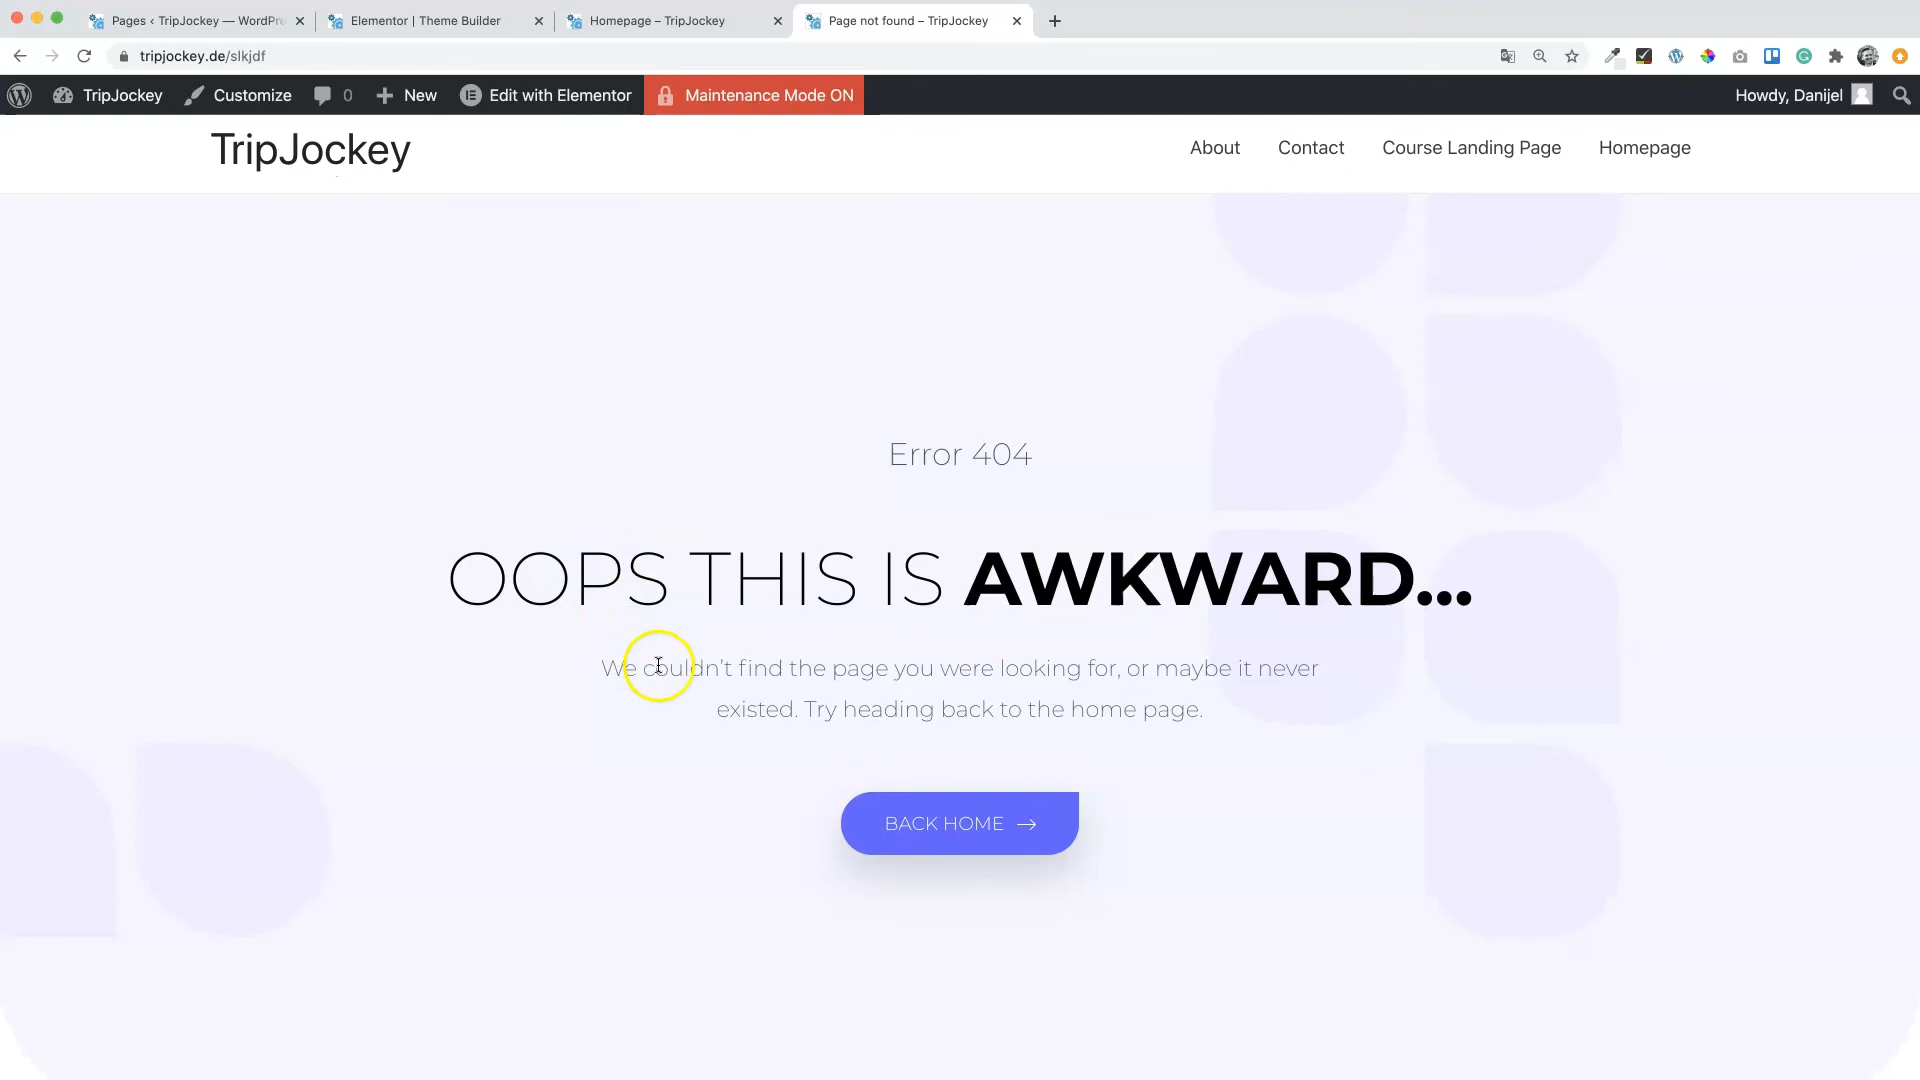 Pages ‹ TripJockey — WordPre
Elementor | Theme Builder
Homepage – TripJockey
Page not found – TripJockey
tripjockey.de/slkjdf
TripJockey Customize 0 New Edit with Elementor Maintenance Mode ON Howdy, Danijel
TripJockey
About Contact Course Landing Page Homepage
Error 404
OOPS THIS IS AWKWARD...
We couldn't find the page you were looking for, or maybe it never
existed. Try heading back to the home page.
BACK HOME